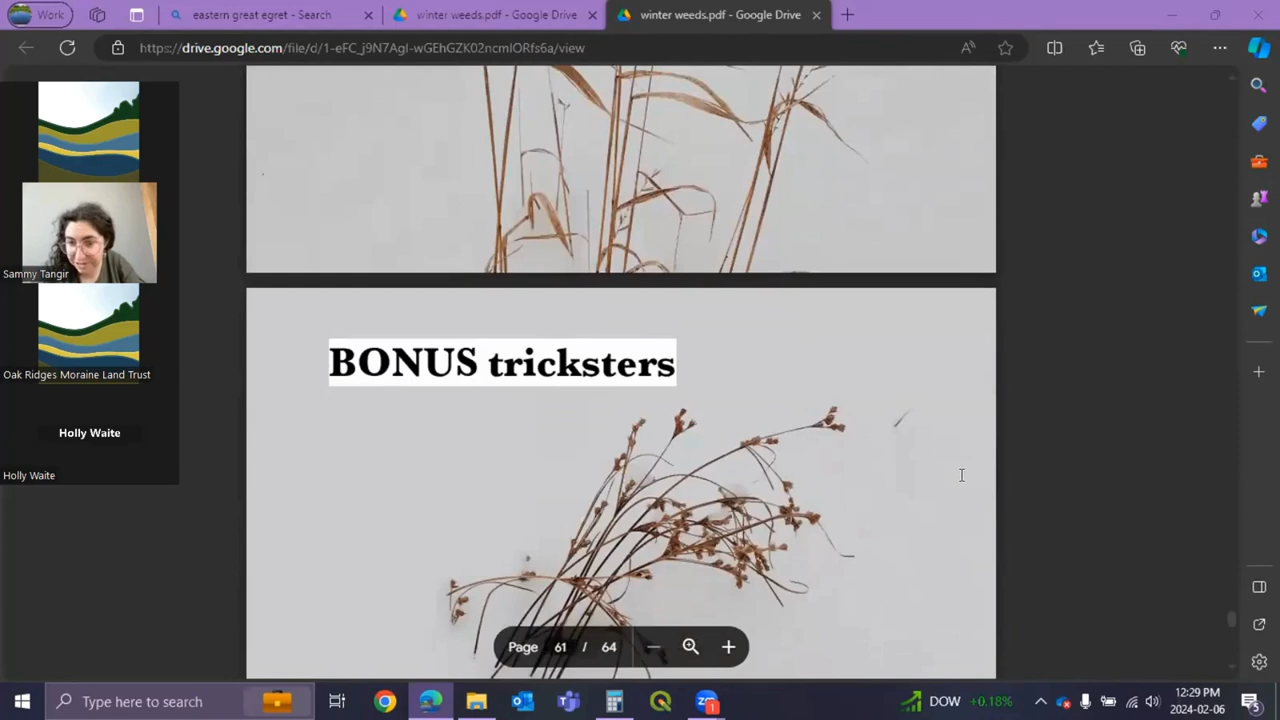 Work
eastern great egret - Search
winter weeds.pdf - Google Drive
winter weeds.pdf - Google Drive
https://drive.google.com/file/d/1-eFC_j9N7AgI-wGEhGZK02ncmlORfs6a/view
Sammy Tangir
Oak Ridges Moraine Land Trust
Holly Waite
Holly Waite
BONUS tricksters
Page 61 / 64
Type here to search
DOW +0.18%
12:29 PM
2024-02-06